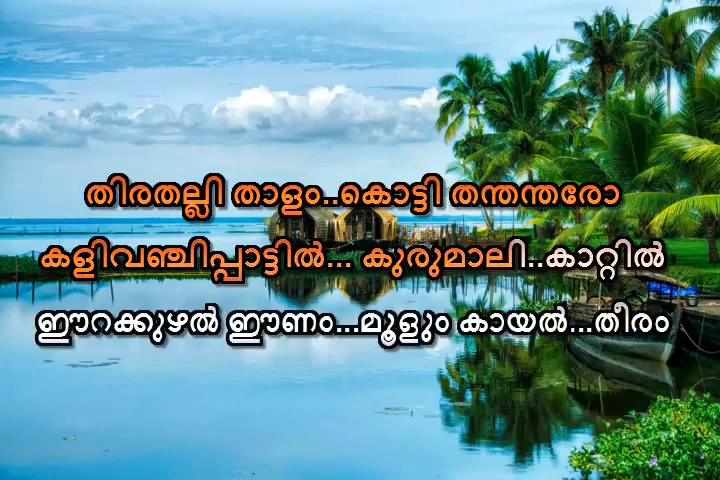 തിരതല്ലി താളം..കൊട്ടി തന്തന്തരോ
കളിവഞ്ചിപ്പാട്ടിൽ... കുരുമാലി..കാറ്റിൽ
ഈറക്കുഴൽ ഈണം...മൂളും കായൽ...തീരം